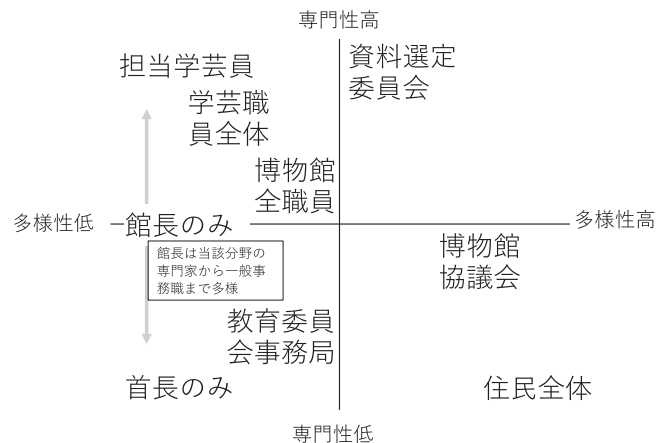 専門性高
担当学芸員
資料選定
委員会
学芸職
員全体
博物館
全職員
多様性低
館長のみ
多様性高
館長は当該分野の
専門家から一般事
務職まで多様
博物館
協議会
教育委員
会事務局
首長のみ
住民全体
専門性低